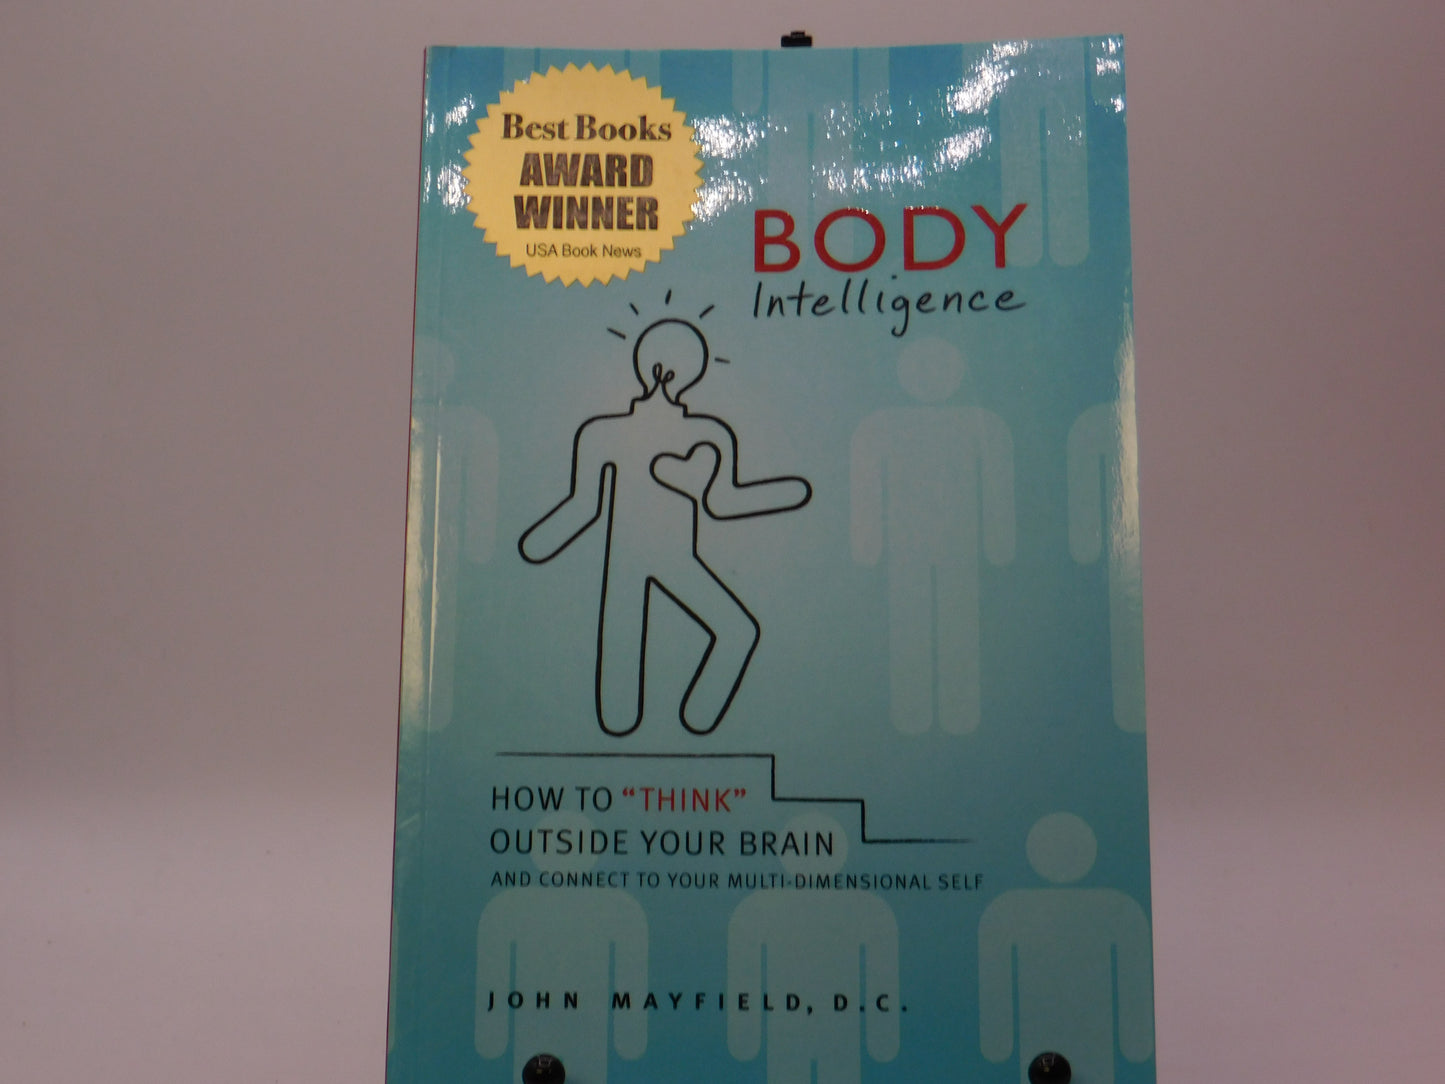 Best Books
AWARD
WINNER
USA Book News
BODY
Intelligence
HOW TO “THINK”
OUTSIDE YOUR BRAIN
AND CONNECT TO YOUR MULTI-DIMENSIONAL SELF
JOHN MAYFIELD, D.C.